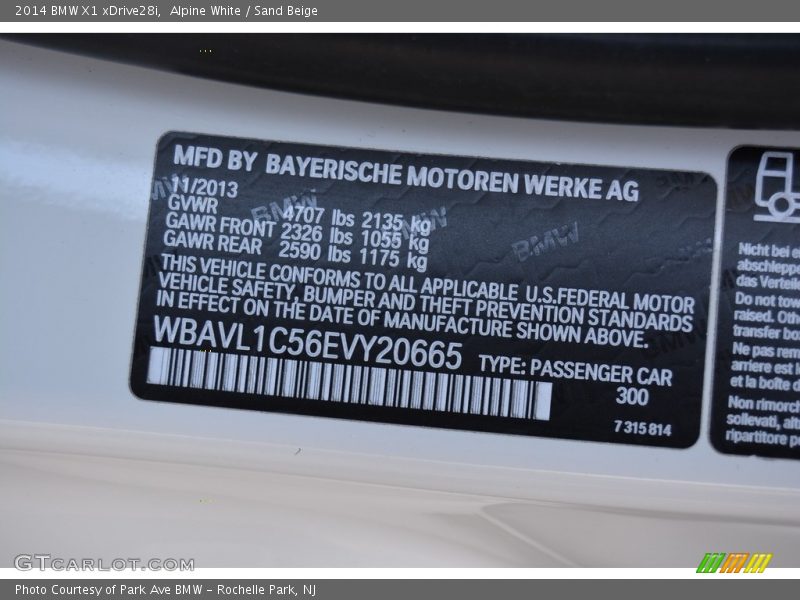 2014 BMW X1 xDrive28i, Alpine White / Sand Beige
MFD BY BAYERISCHE MOTOREN WERKE AG
11/2013
GVWR 4707 lbs 2135 kg
GAWR FRONT 2326 lbs 1055 kg
GAWR REAR 2590 lbs 1175 kg
THIS VEHICLE CONFORMS TO ALL APPLICABLE U.S.FEDERAL MOTOR
VEHICLE SAFETY, BUMPER AND THEFT PREVENTION STANDARDS
IN EFFECT ON THE DATE OF MANUFACTURE SHOWN ABOVE.
WBAVL1C56EVY20665 TYPE: PASSENGER CAR
300
7 315 814
BMW
BMW
BMW
Nicht bei
abschlepp
das Verteile
Do not tow
raised. Oth
transfer bo
Ne pas rem
arriere est
et la boîte d
Non rimorch
sollevati, alt
ripartitore p
GTCARLOT.COM
Photo Courtesy of Park Ave BMW - Rochelle Park, NJ